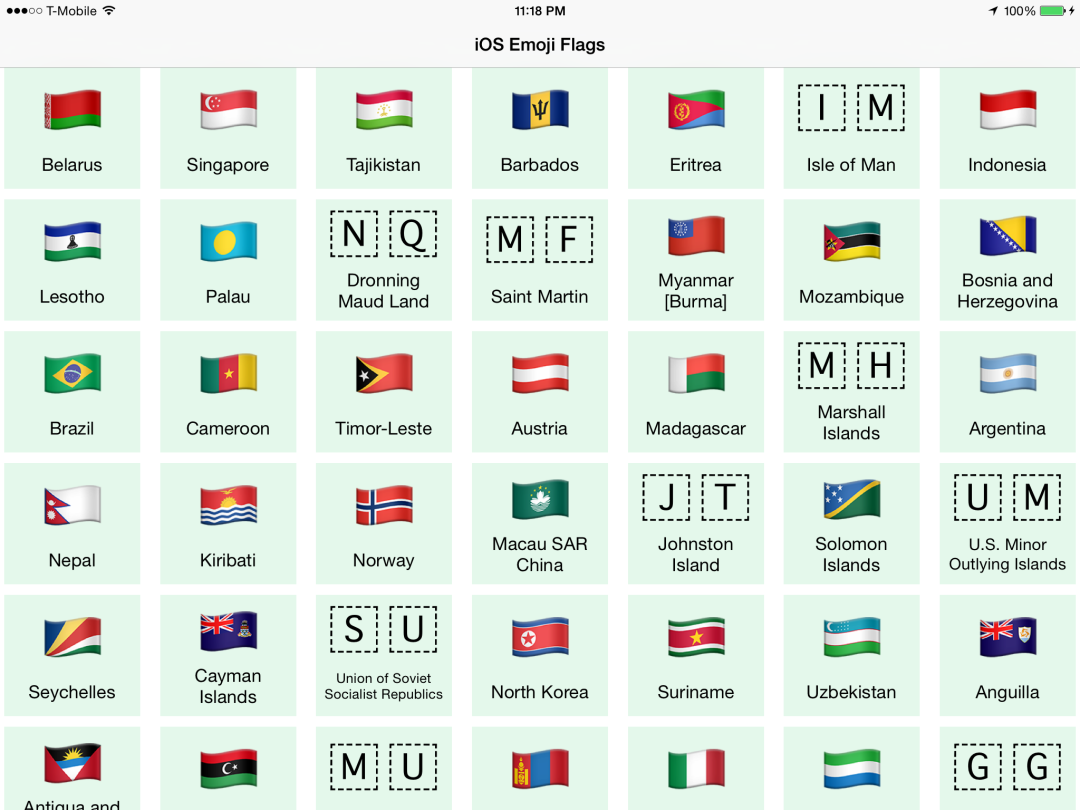 T-Mobile 11:18 PM 100%
iOS Emoji Flags
I M
Belarus Singapore Tajikistan Barbados Eritrea Isle of Man Indonesia
N Q M F
Lesotho Palau Dronning Maud Land Saint Martin Myanmar [Burma] Mozambique Bosnia and Herzegovina
M H
Brazil Cameroon Timor-Leste Austria Madagascar Marshall Islands Argentina
J T U M
Nepal Kiribati Norway Macau SAR China Johnston Island Solomon Islands U.S. Minor Outlying Islands
S U
Seychelles Cayman Islands Union of Soviet Socialist Republics North Korea Suriname Uzbekistan Anguilla
M U G G
Antigua and